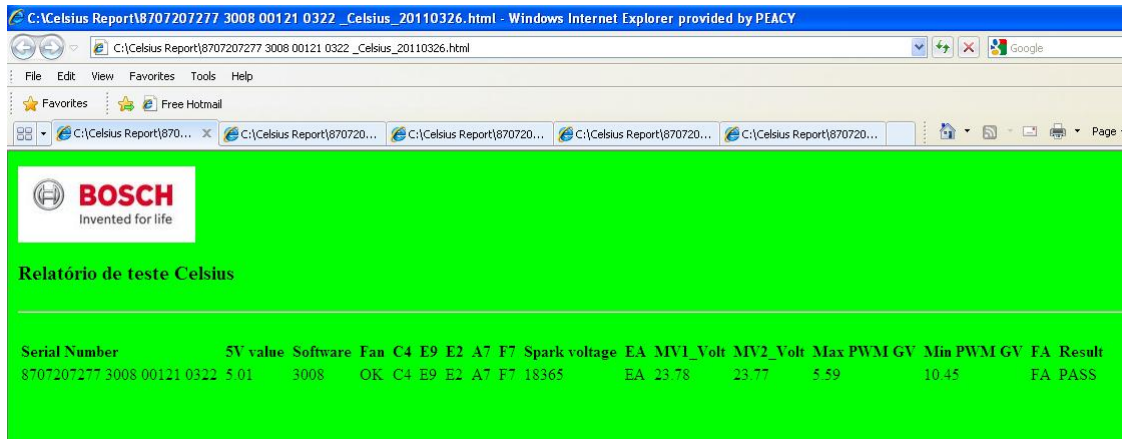 C:\Celsius Report\8707207277 3008 00121 0322 _Celsius_20110326.html - Windows Internet Explorer provided by PEACY
C:\Celsius Report\8707207277 3008 00121 0322 _Celsius_20110326.html
Google
File Edit View Favorites Tools Help
Favorites Free Hotmail
C:\Celsius Report\870... X C:\Celsius Report\870720... C:\Celsius Report\870720... C:\Celsius Report\870720... C:\Celsius Report\870720... Page
BOSCH
Invented for life
Relatório de teste Celsius
Serial Number 5V value Software Fan C4 E9 E2 A7 F7 Spark voltage EA MV1_Volt MV2_Volt Max PWM GV Min PWM GV FA Result
8707207277 3008 00121 0322 5.01 3008 OK C4 E9 E2 A7 F7 18365 EA 23.78 23.77 5.59 10.45 FA PASS